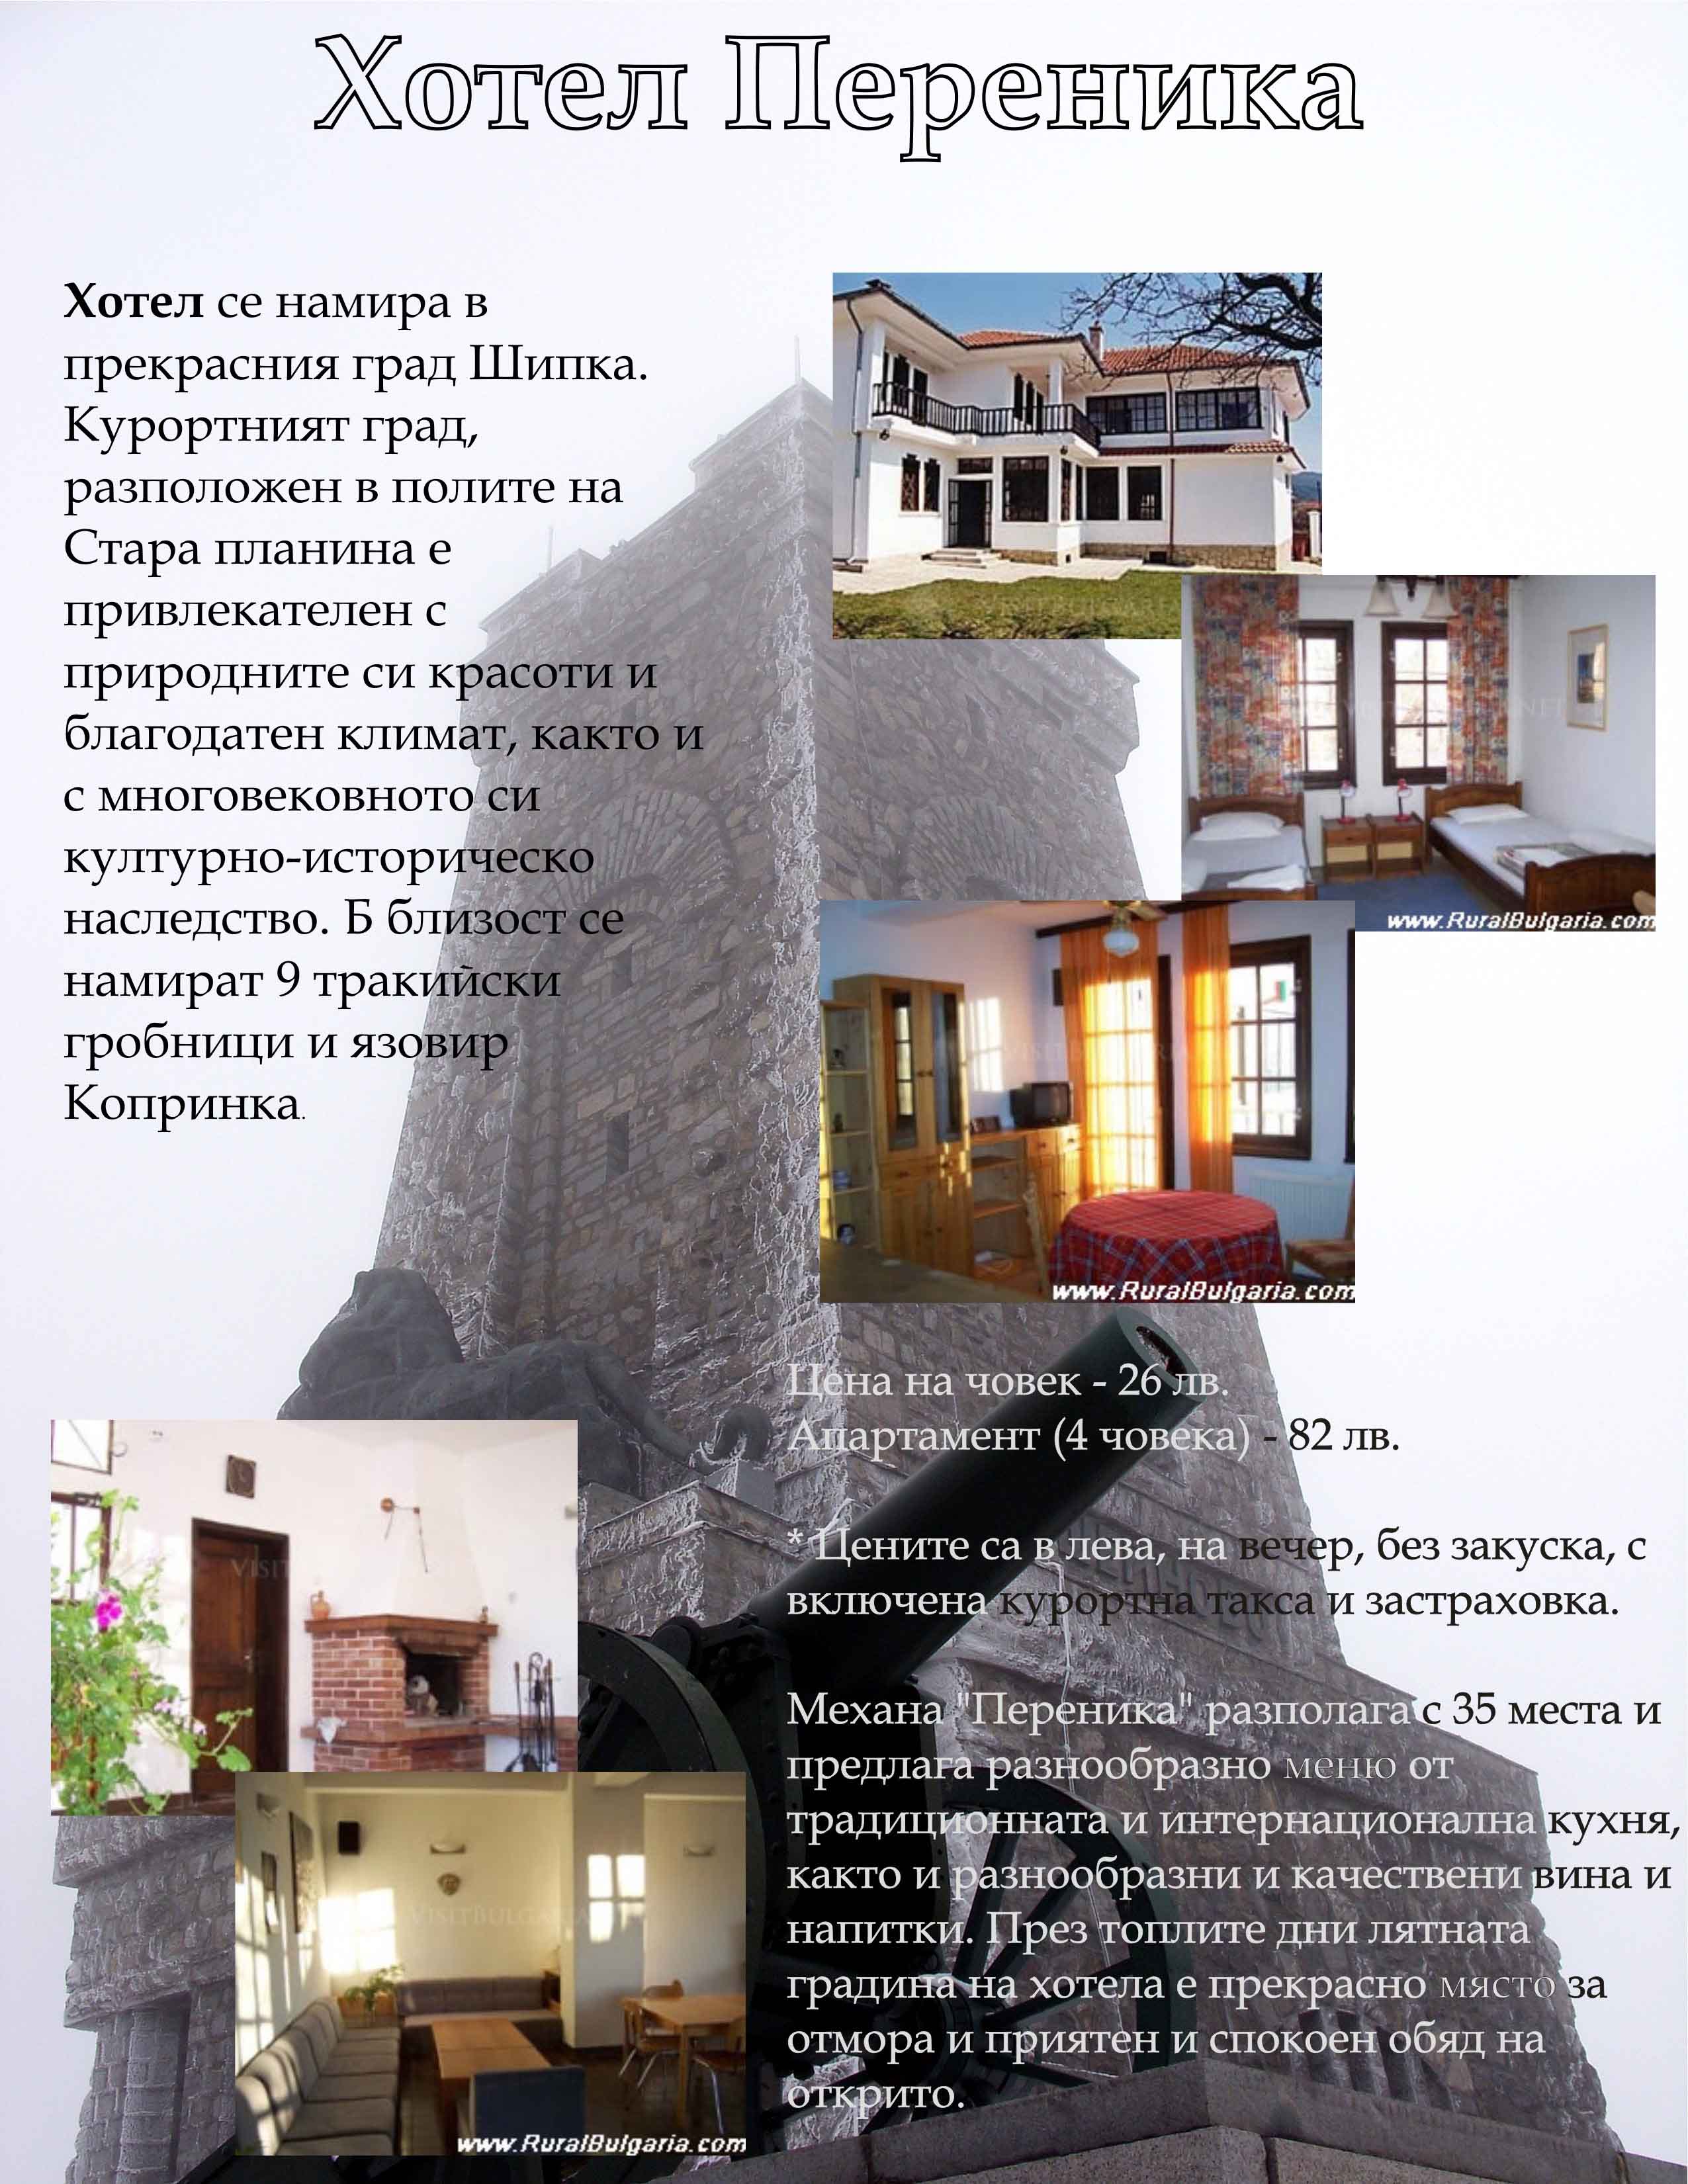 Хотел Переника
Хотел се намира в
прекрасния град Шипка.
Курортният град,
разположен в полите на
Стара планина е
привлекателен с
природните си красоти и
благодатен климат, както и
с многовековното си
културно-историческо
наследство. Б близост се
намират 9 тракийски
гробници и язовир
Копринка.
www.RuralBulgaria.com
www.RuralBulgaria.com
Цена на човек - 26 лв.
Апартамент (4 човека) - 82 лв.
* Цените са в лева, на вечер, без закуска, с
включена курортна такса и застраховка.
Механа "Переника" разполага с 35 места и
предлага разнообразно меню от
традиционната и интернационална кухня,
както и разнообразни и качествени вина и
напитки. През топлите дни лятната
градина на хотела е прекрасно място за
отмора и приятен и спокоен обяд на
открито.
www.RuralBulgaria.com